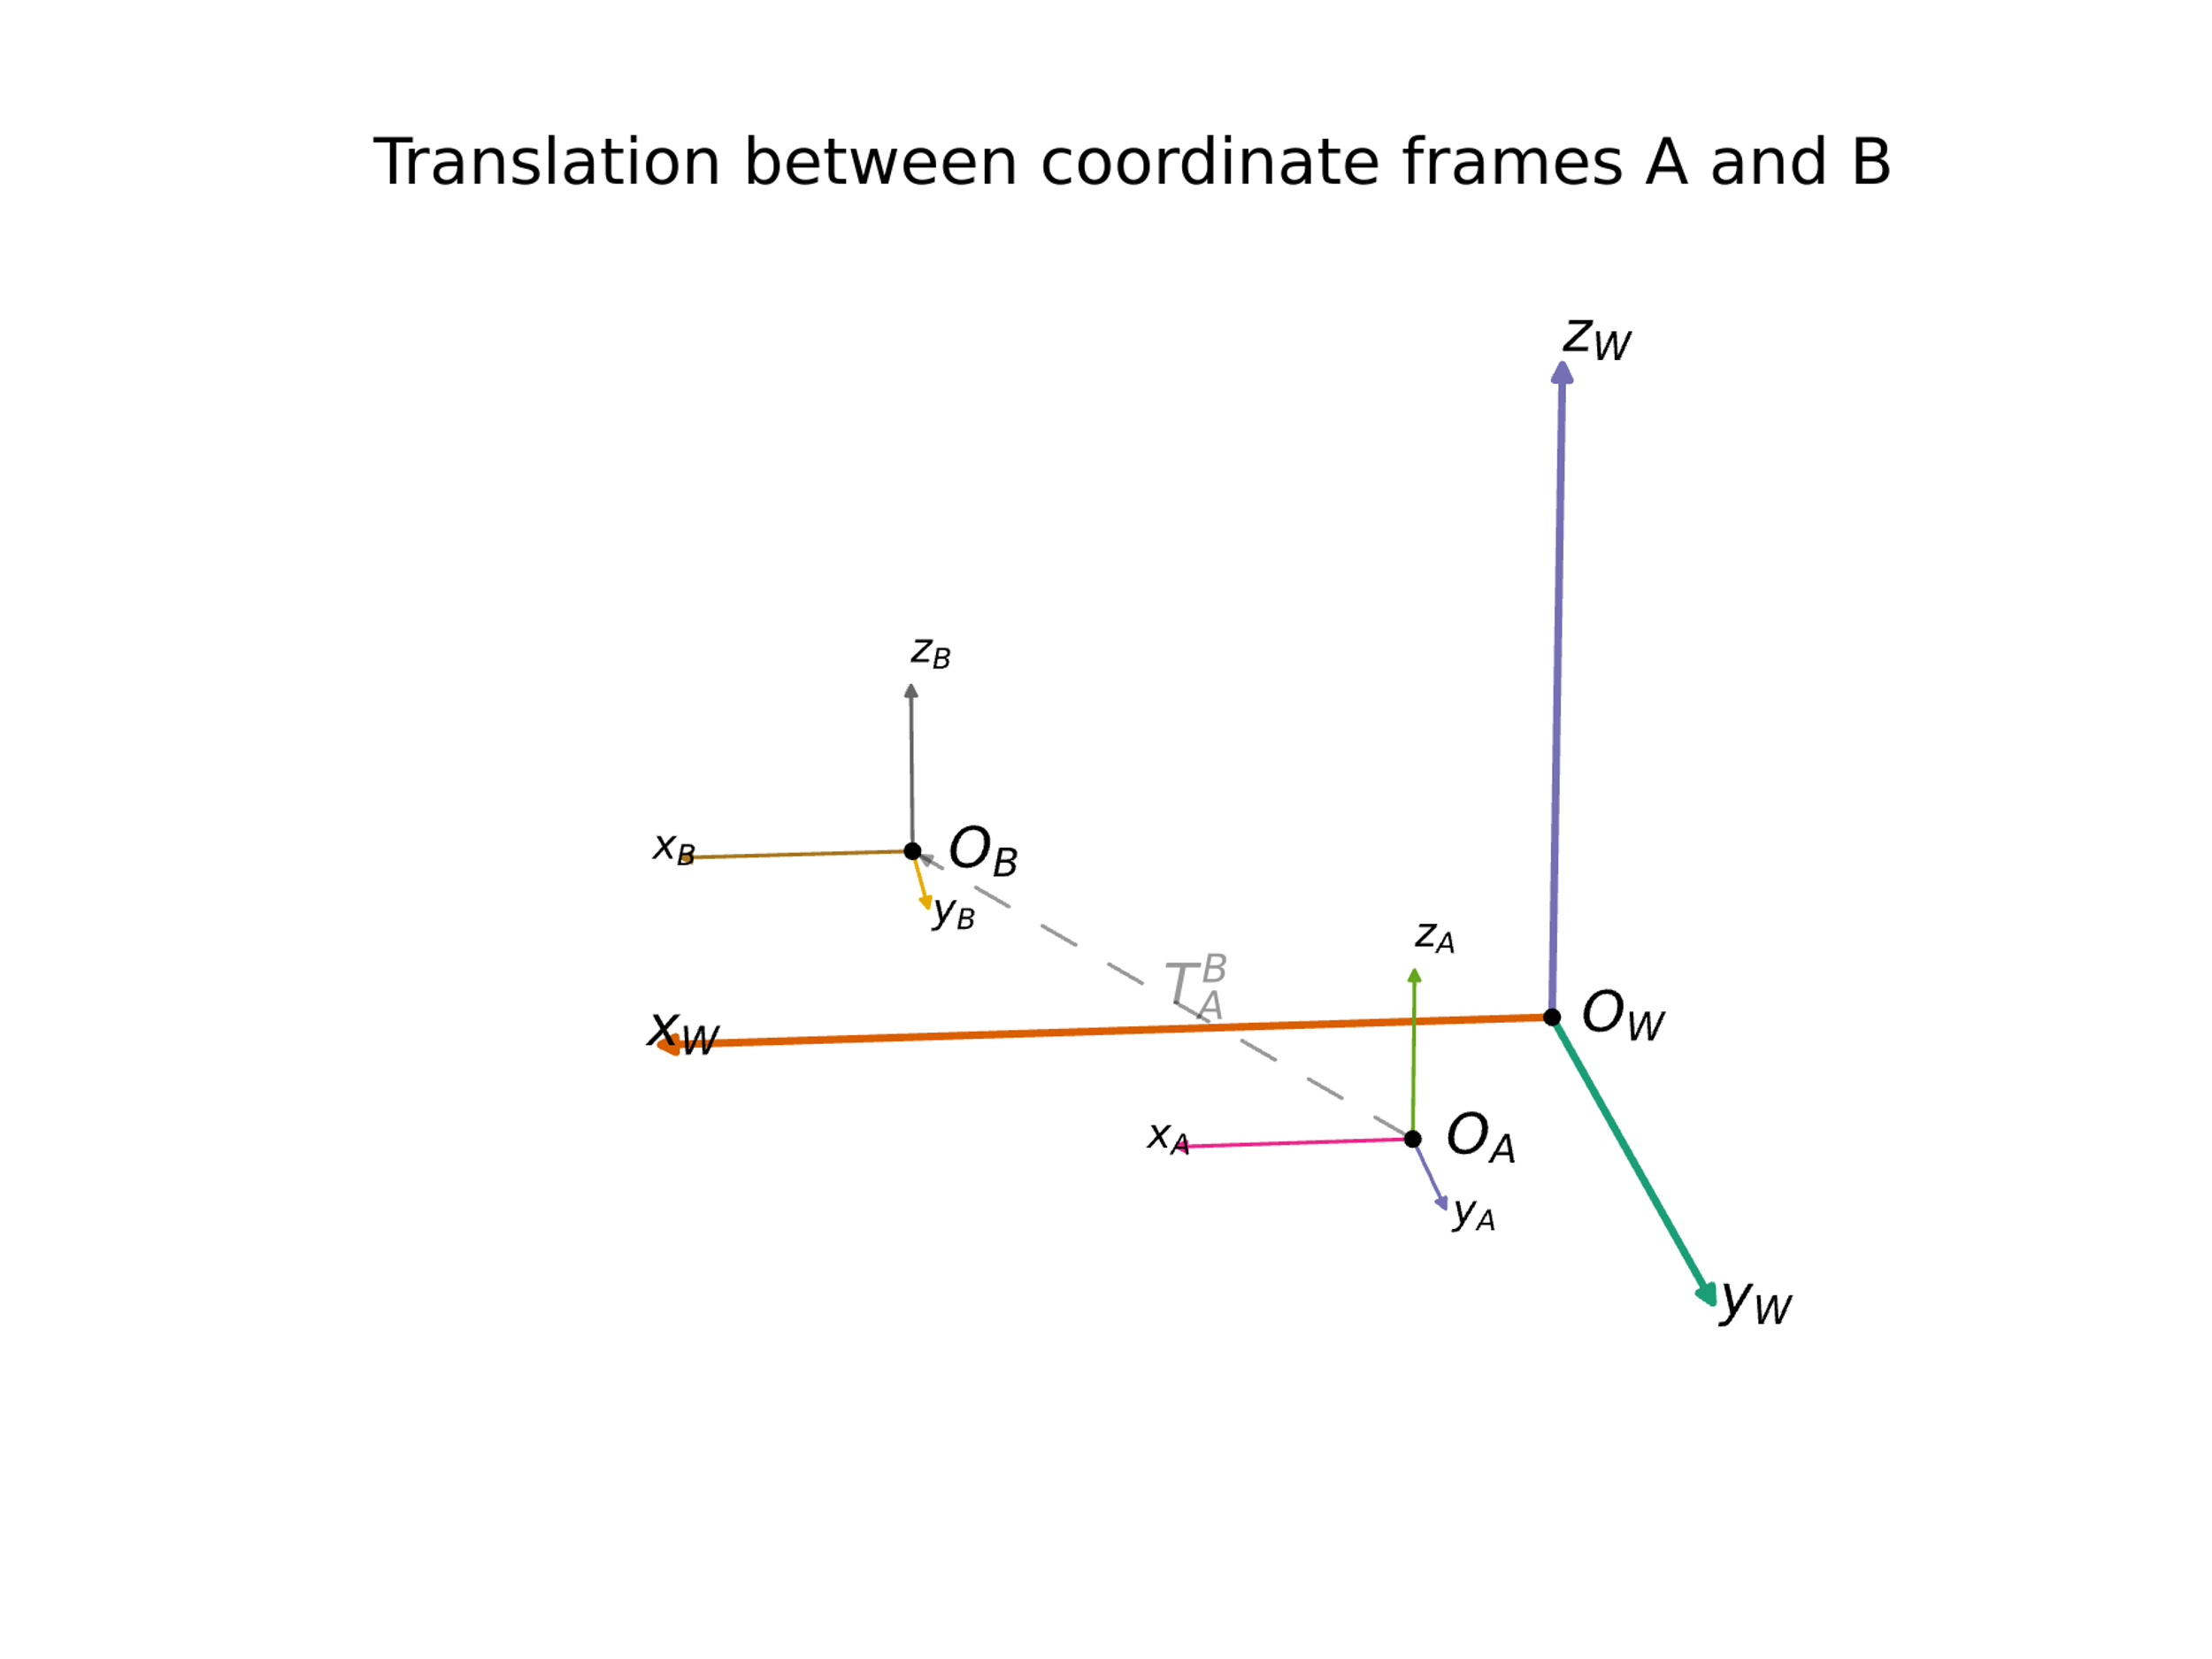 Translation between coordinate frames A and B
z_W
z_B
x_B
O_B
y_B
z_A
T_A^B
O_W
x_W
x_A
O_A
y_A
y_W